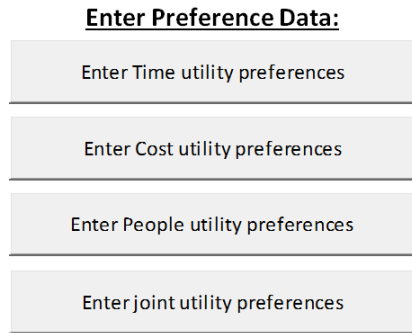 Enter Preference Data:
Enter Time utility preferences
Enter Cost utility preferences
Enter People utility preferences
Enter joint utility preferences